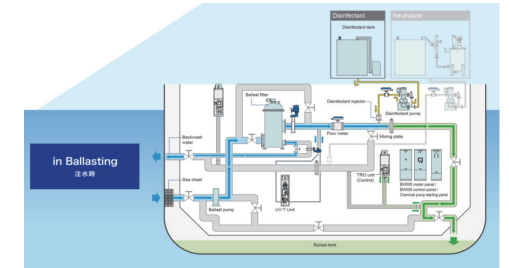 Disinfectant
Neutralizer
Disinfectant tank
Ballast filter
Disinfectant injector
Disinfectant pump
Flow meter
Mixing plate
Backwash
water
in Ballasting
注水時
Sea chest
TRO unit
(Control)
BWMS motor panel /
BWMS control panel /
Chemical pump starting panel
Ballast pump
UV-T Unit
Ballast tank